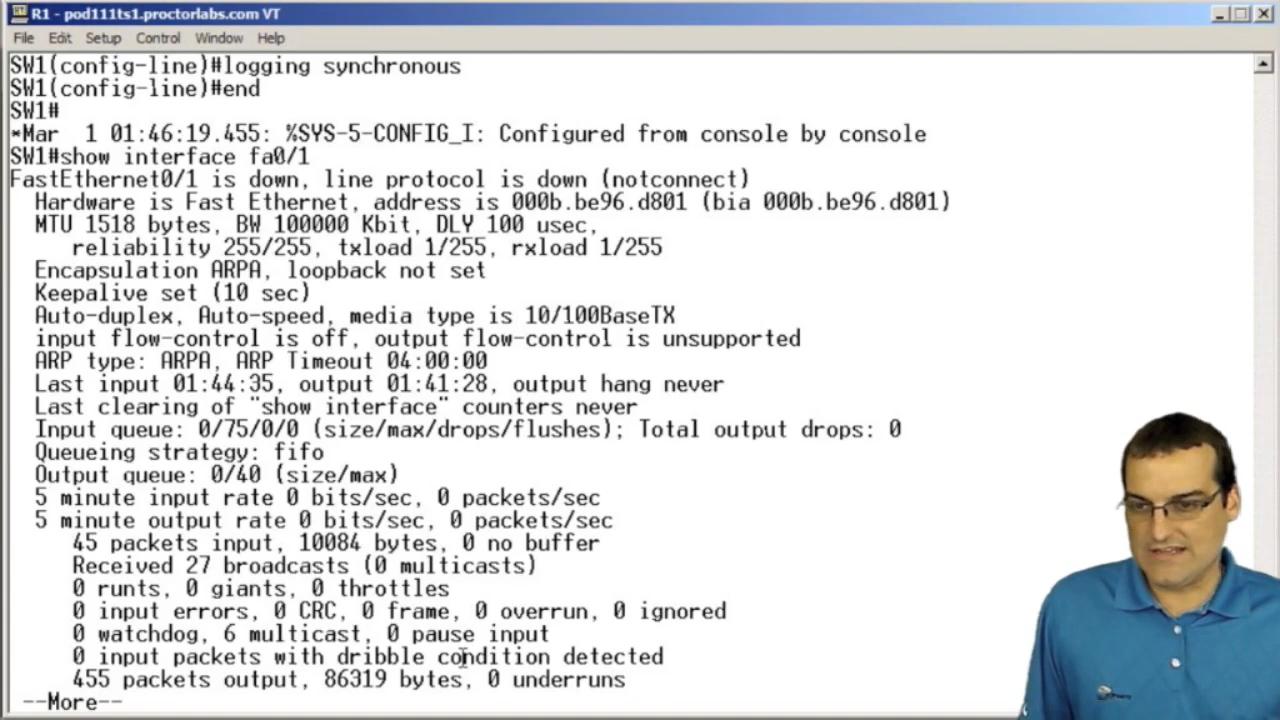 R1 - pod111ts1.proctorlabs.com VT
File Edit Setup Control Window Help
SW1(config-line)#logging synchronous
SW1(config-line)#end
SW1#
*Mar  1 01:46:19.455: %SYS-5-CONFIG_I: Configured from console by console
SW1#show interface fa0/1
FastEthernet0/1 is down, line protocol is down (notconnect)
  Hardware is Fast Ethernet, address is 000b.be96.d801 (bia 000b.be96.d801)
  MTU 1518 bytes, BW 100000 Kbit, DLY 100 usec,
     reliability 255/255, txload 1/255, rxload 1/255
  Encapsulation ARPA, loopback not set
  Keepalive set (10 sec)
  Auto-duplex, Auto-speed, media type is 10/100BaseTX
  input flow-control is off, output flow-control is unsupported
  ARP type: ARPA, ARP Timeout 04:00:00
  Last input 01:44:35, output 01:41:28, output hang never
  Last clearing of "show interface" counters never
  Input queue: 0/75/0/0 (size/max/drops/flushes); Total output drops: 0
  Queueing strategy: fifo
  Output queue: 0/40 (size/max)
  5 minute input rate 0 bits/sec, 0 packets/sec
  5 minute output rate 0 bits/sec, 0 packets/sec
     45 packets input, 10084 bytes, 0 no buffer
     Received 27 broadcasts (0 multicasts)
     0 runts, 0 giants, 0 throttles
     0 input errors, 0 CRC, 0 frame, 0 overrun, 0 ignored
     0 watchdog, 6 multicast, 0 pause input
     0 input packets with dribble condition detected
     455 packets output, 86319 bytes, 0 underruns
 --More--